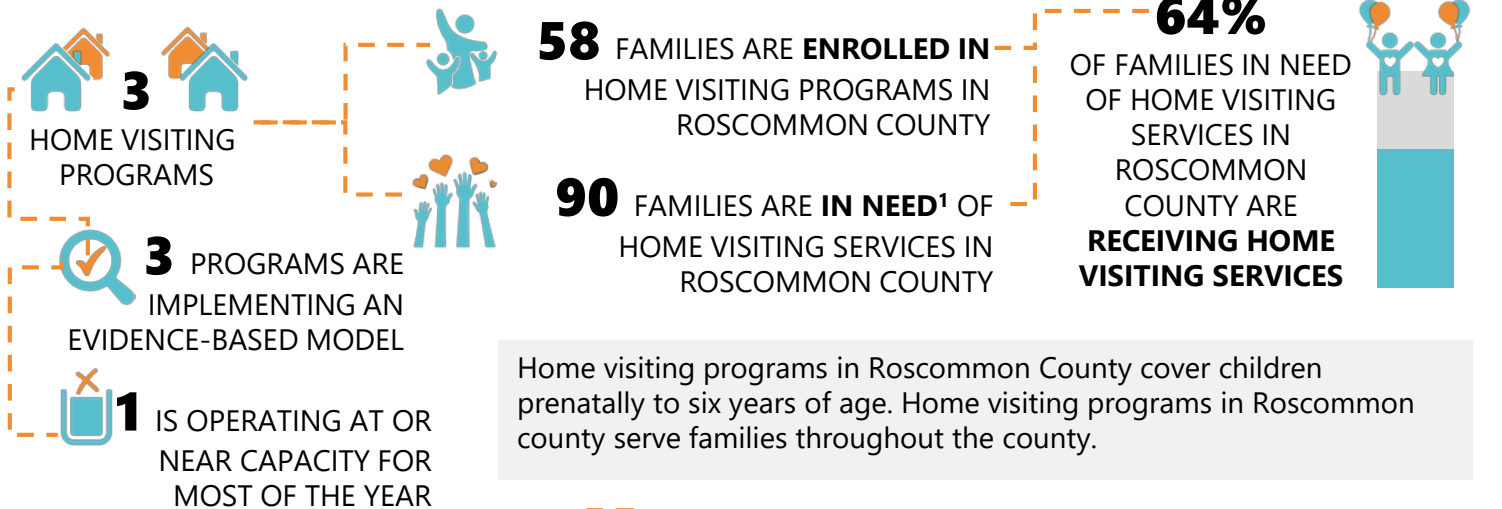 3
HOME VISITING
PROGRAMS
3 PROGRAMS ARE
IMPLEMENTING AN
EVIDENCE-BASED MODEL
1 IS OPERATING AT OR
NEAR CAPACITY FOR
MOST OF THE YEAR
58 FAMILIES ARE ENROLLED IN
HOME VISITING PROGRAMS IN
ROSCOMMON COUNTY
90 FAMILIES ARE IN NEED¹ OF
HOME VISITING SERVICES IN
ROSCOMMON COUNTY
64%
OF FAMILIES IN NEED
OF HOME VISITING
SERVICES IN
ROSCOMMON
COUNTY ARE
RECEIVING HOME
VISITING SERVICES
Home visiting programs in Roscommon County cover children
prenatally to six years of age. Home visiting programs in Roscommon
county serve families throughout the county.